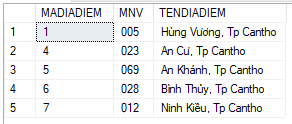 MADIADIEM MNV TENDIADIEM
1 1 005 Hùng Vương, Tp Cantho
2 4 023 An Cư, Tp Cantho
3 5 069 An Khánh, Tp Cantho
4 6 028 Bình Thủy, Tp Cantho
5 7 012 Ninh Kiều, Tp Cantho